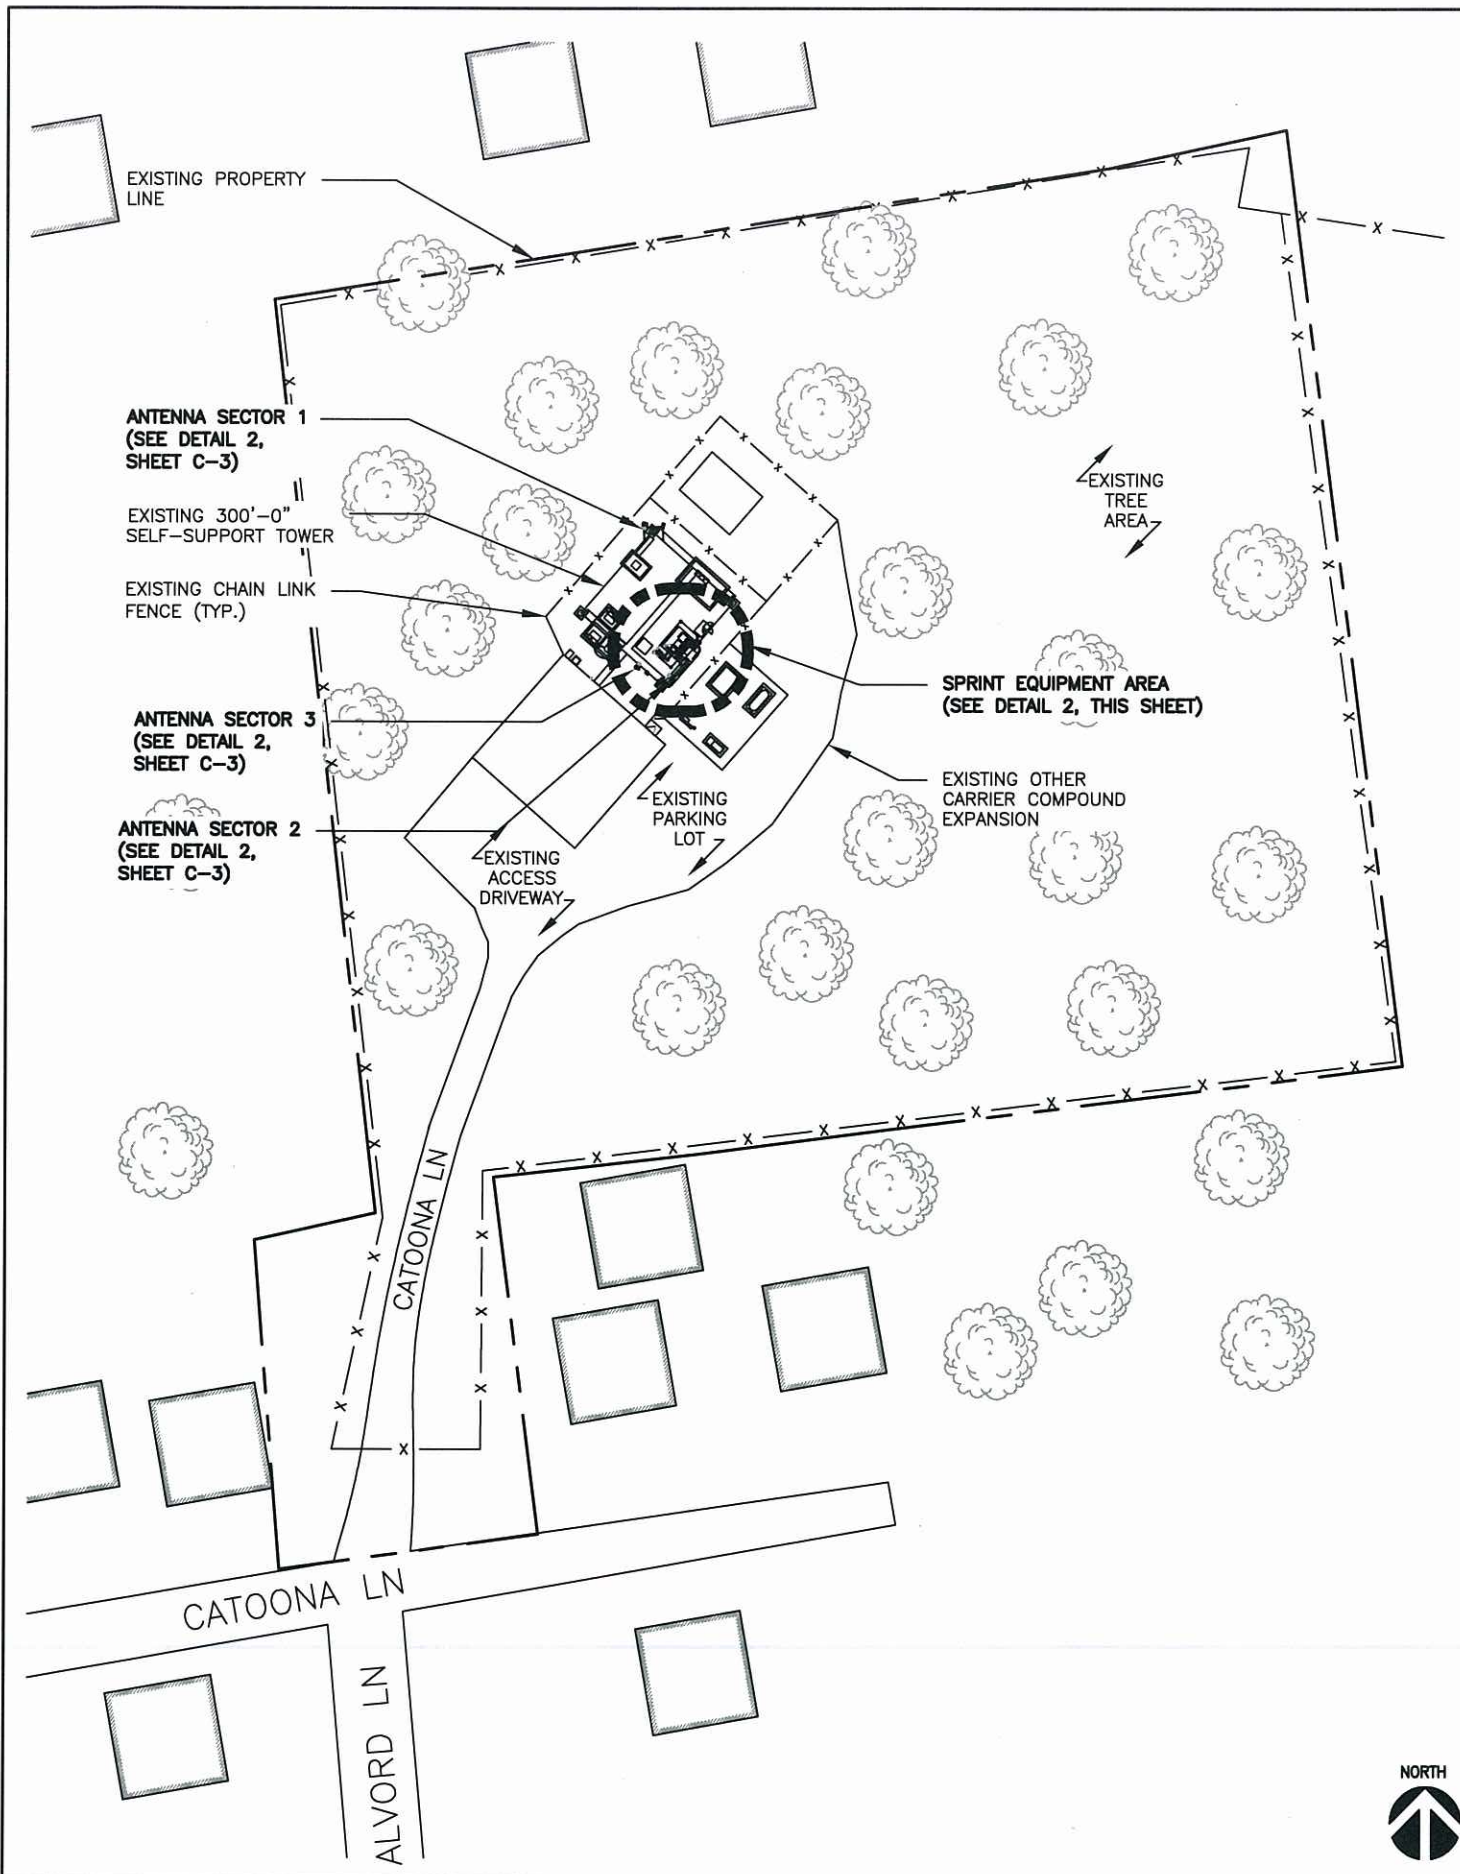 EXISTING PROPERTY
LINE
ANTENNA SECTOR 1
(SEE DETAIL 2,
SHEET C-3)
EXISTING 300'-0"
SELF-SUPPORT TOWER
EXISTING CHAIN LINK
FENCE (TYP.)
ANTENNA SECTOR 3
(SEE DETAIL 2,
SHEET C-3)
ANTENNA SECTOR 2
(SEE DETAIL 2,
SHEET C-3)
EXISTING
TREE
AREA
SPRINT EQUIPMENT AREA
(SEE DETAIL 2, THIS SHEET)
EXISTING OTHER
CARRIER COMPOUND
EXPANSION
EXISTING
PARKING
LOT
EXISTING
ACCESS
DRIVEWAY
CATOONA LN
CATOONA LN
ALVORD LN
NORTH